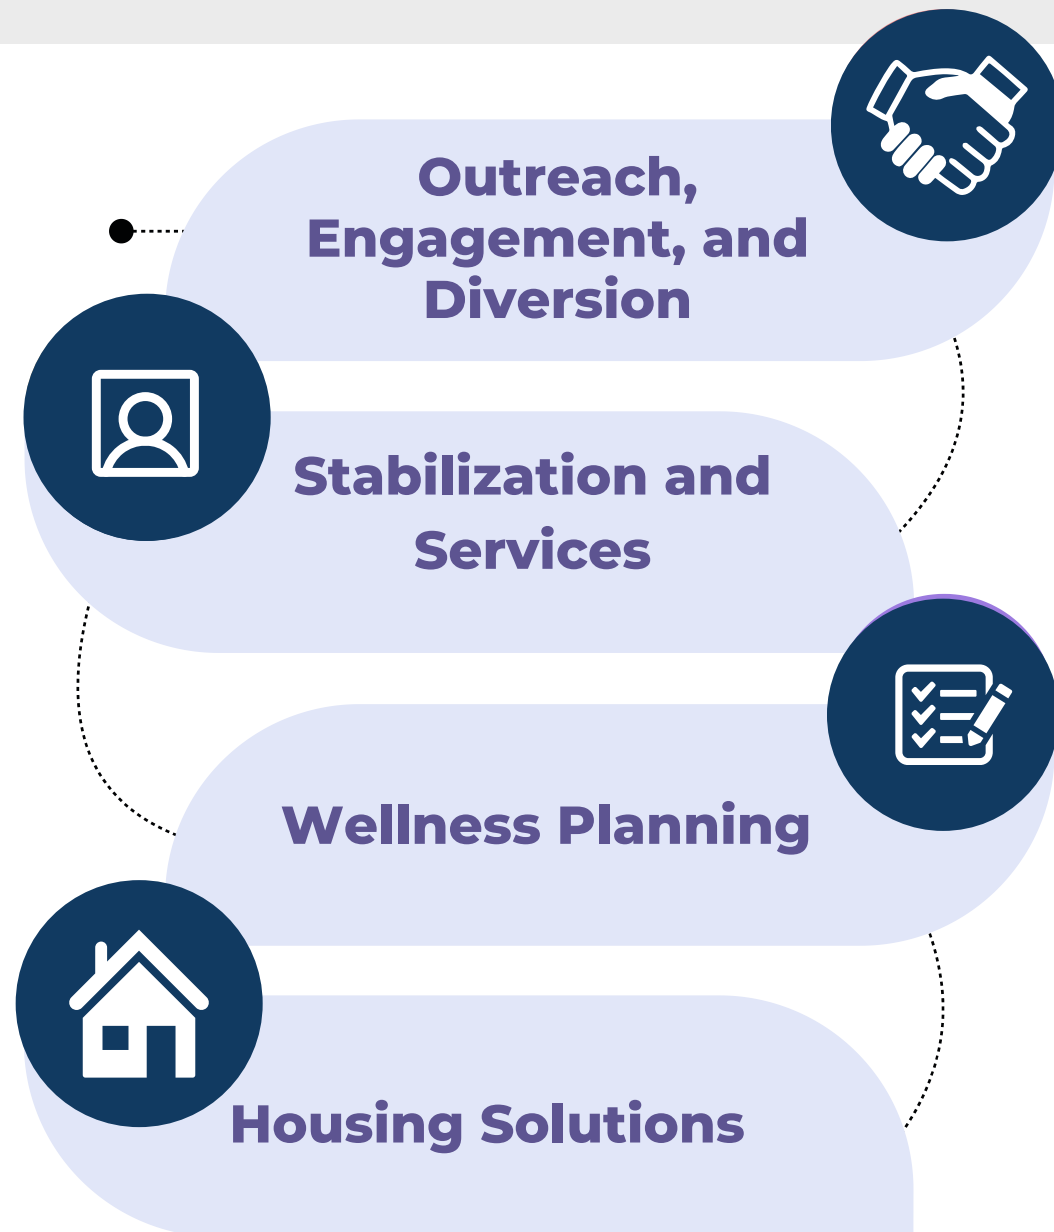 Outreach,
Engagement, and
Diversion
Stabilization and
Services
Wellness Planning
Housing Solutions